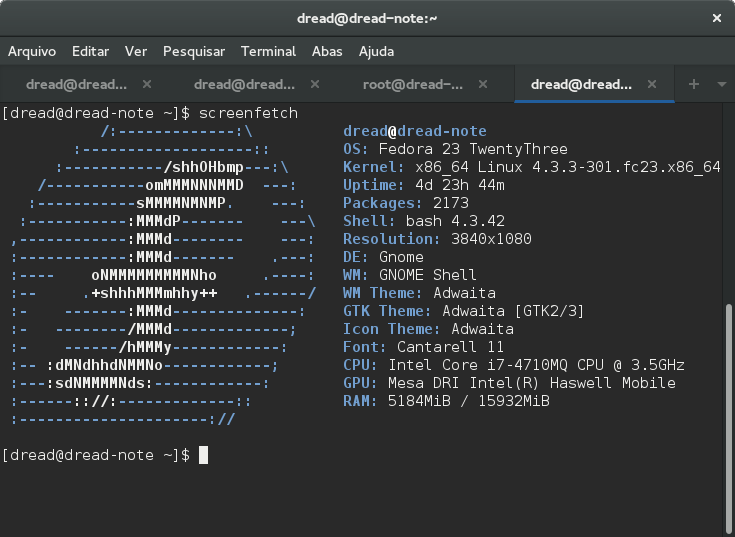 dread@dread-note:~
Arquivo Editar Ver Pesquisar Terminal Abas Ajuda
dread@dread... × dread@dread... × root@dread-... × dread@dread... ×
[dread@dread-note ~]$ screenfetch
/:-------------:\ dread@dread-note
:-------------------:: OS: Fedora 23 TwentyThree
:-----------/shhOHbmp---:\ Kernel: x86_64 Linux 4.3.3-301.fc23.x86_64
/-----------omMMMNNNMMD ---: Uptime: 4d 23h 44m
:-----------sMMMMNMNMP. ---: Packages: 2173
:-----------:MMMdP------- ---\ Shell: bash 4.3.42
,------------:MMMd-------- ---: Resolution: 3840x1080
:------------:MMMd------- .---: DE: Gnome
:---- oNMMMMMMMMMNho .----: WM: GNOME Shell
:-- .+shhhMMMmhhy++ .------/ WM Theme: Adwaita
:- -------:MMMd--------------: GTK Theme: Adwaita [GTK2/3]
:- --------/MMMd-------------; Icon Theme: Adwaita
:- ------/hMMMy------------: Font: Cantarell 11
:-- :dMNdhhdNMMNo------------; CPU: Intel Core i7-4710MQ CPU @ 3.5GHz
:---:sdNMMMMNds:------------: GPU: Mesa DRI Intel(R) Haswell Mobile
:------:://:-------------:: RAM: 5184MiB / 15932MiB
:---------------------://
[dread@dread-note ~]$